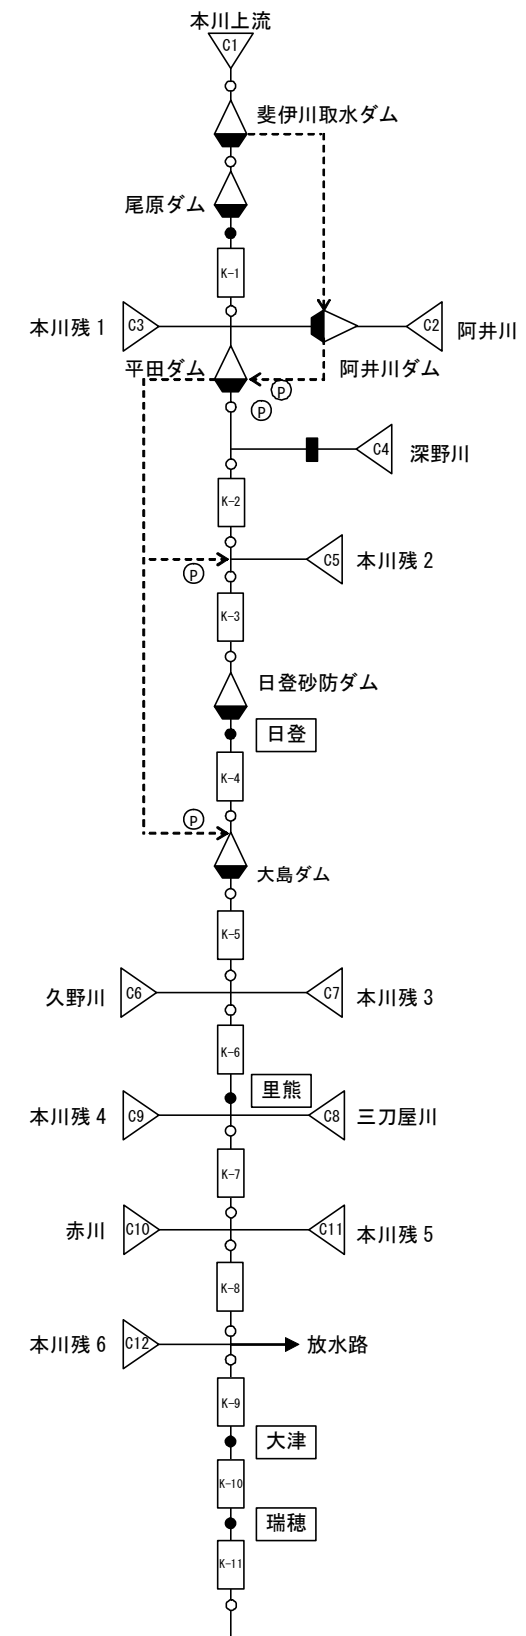 本川上流
C1
斐伊川取水ダム
尾原ダム
K-1
本川残1
C3
C2
阿井川
平田ダム
阿井川ダム
P
P
C4
深野川
K-2
C5
本川残2
P
K-3
日登砂防ダム
日登
K-4
P
大島ダム
K-5
久野川
C6
C7
本川残3
K-6
里熊
本川残4
C9
C8
三刀屋川
K-7
赤川
C10
C11
本川残5
K-8
本川残6
C12
放水路
K-9
大津
K-10
瑞穂
K-11